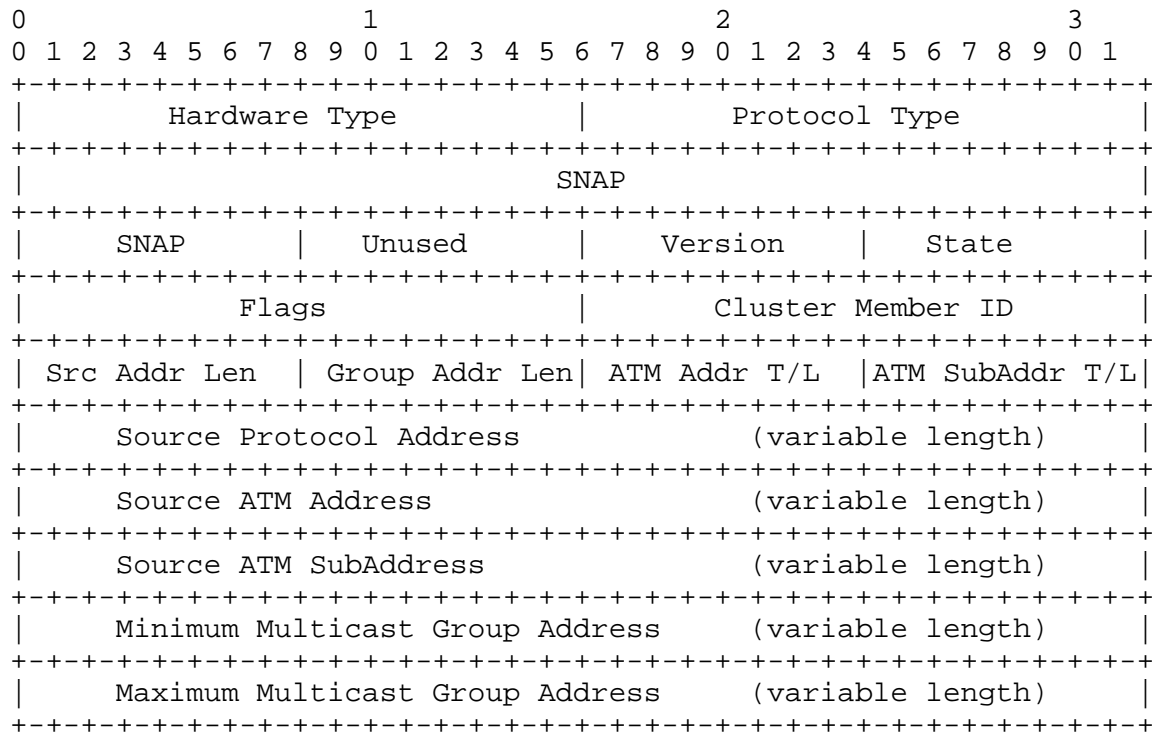 0                   1                   2                   3
0 1 2 3 4 5 6 7 8 9 0 1 2 3 4 5 6 7 8 9 0 1 2 3 4 5 6 7 8 9 0 1
+-+-+-+-+-+-+-+-+-+-+-+-+-+-+-+-+-+-+-+-+-+-+-+-+-+-+-+-+-+-+-+-+
|        Hardware Type          |        Protocol Type          |
+-+-+-+-+-+-+-+-+-+-+-+-+-+-+-+-+-+-+-+-+-+-+-+-+-+-+-+-+-+-+-+-+
|                              SNAP                             |
+-+-+-+-+-+-+-+-+-+-+-+-+-+-+-+-+-+-+-+-+-+-+-+-+-+-+-+-+-+-+-+-+
|     SNAP      |   Unused      |    Version    |   State       |
+-+-+-+-+-+-+-+-+-+-+-+-+-+-+-+-+-+-+-+-+-+-+-+-+-+-+-+-+-+-+-+-+
|            Flags              |       Cluster Member ID       |
+-+-+-+-+-+-+-+-+-+-+-+-+-+-+-+-+-+-+-+-+-+-+-+-+-+-+-+-+-+-+-+-+
| Src Addr Len  | Group Addr Len| ATM Addr T/L  |ATM SubAddr T/L|
+-+-+-+-+-+-+-+-+-+-+-+-+-+-+-+-+-+-+-+-+-+-+-+-+-+-+-+-+-+-+-+-+
|     Source Protocol Address             (variable length)     |
+-+-+-+-+-+-+-+-+-+-+-+-+-+-+-+-+-+-+-+-+-+-+-+-+-+-+-+-+-+-+-+-+
|     Source ATM Address                  (variable length)     |
+-+-+-+-+-+-+-+-+-+-+-+-+-+-+-+-+-+-+-+-+-+-+-+-+-+-+-+-+-+-+-+-+
|     Source ATM SubAddress               (variable length)     |
+-+-+-+-+-+-+-+-+-+-+-+-+-+-+-+-+-+-+-+-+-+-+-+-+-+-+-+-+-+-+-+-+
|     Minimum Multicast Group Address     (variable length)     |
+-+-+-+-+-+-+-+-+-+-+-+-+-+-+-+-+-+-+-+-+-+-+-+-+-+-+-+-+-+-+-+-+
|     Maximum Multicast Group Address     (variable length)     |
+-+-+-+-+-+-+-+-+-+-+-+-+-+-+-+-+-+-+-+-+-+-+-+-+-+-+-+-+-+-+-+-+